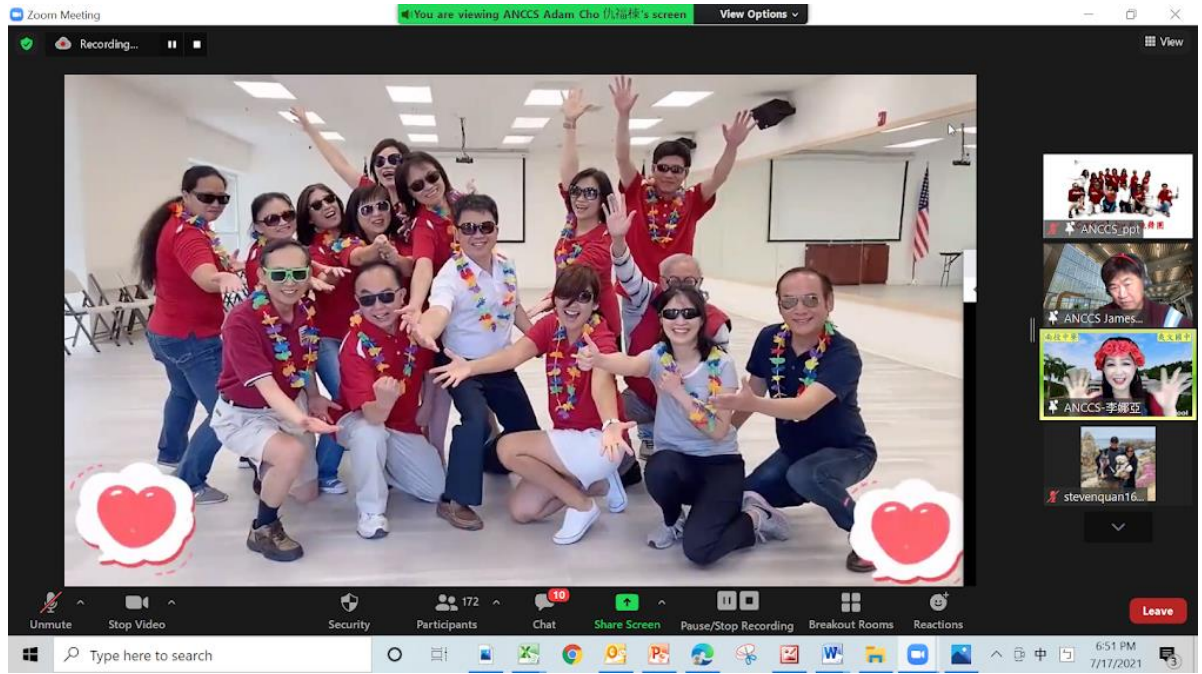 Zoom Meeting
You are viewing ANCCS Adam Cho 仇福棟's screen
View Options
Recording...
View
ANCCS_ppt
ANCCS James...
ANCCS-李娜亞
stevenquan16...
Unmute
Stop Video
Security
172
Participants
10
Chat
Share Screen
Pause/Stop Recording
Breakout Rooms
Reactions
Leave
Type here to search
中
ㄅ
6:51 PM
7/17/2021
3